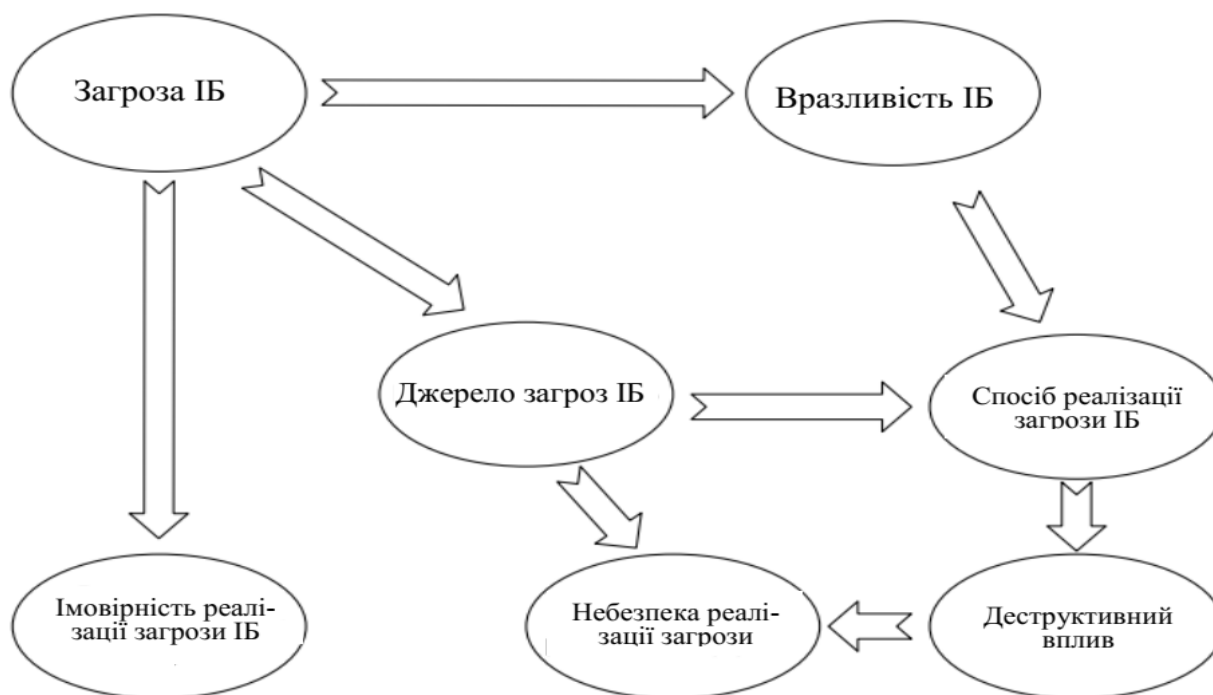 Загроза ІБ
Вразливість ІБ
Джерело загроз ІБ
Спосіб реалізації
загрози ІБ
Імовірність реалі-
зації загрози ІБ
Небезпека реалі-
зації загрози
Деструктивний
вплив